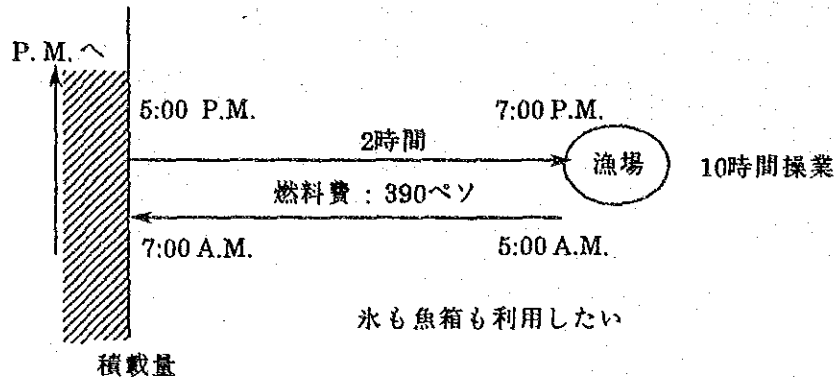 P.M.へ
5:00 P.M.
7:00 P.M.
2時間
漁場
10時間操業
燃料費:390ペソ
7:00 A.M.
5:00 A.M.
氷も魚箱も利用したい
積載量